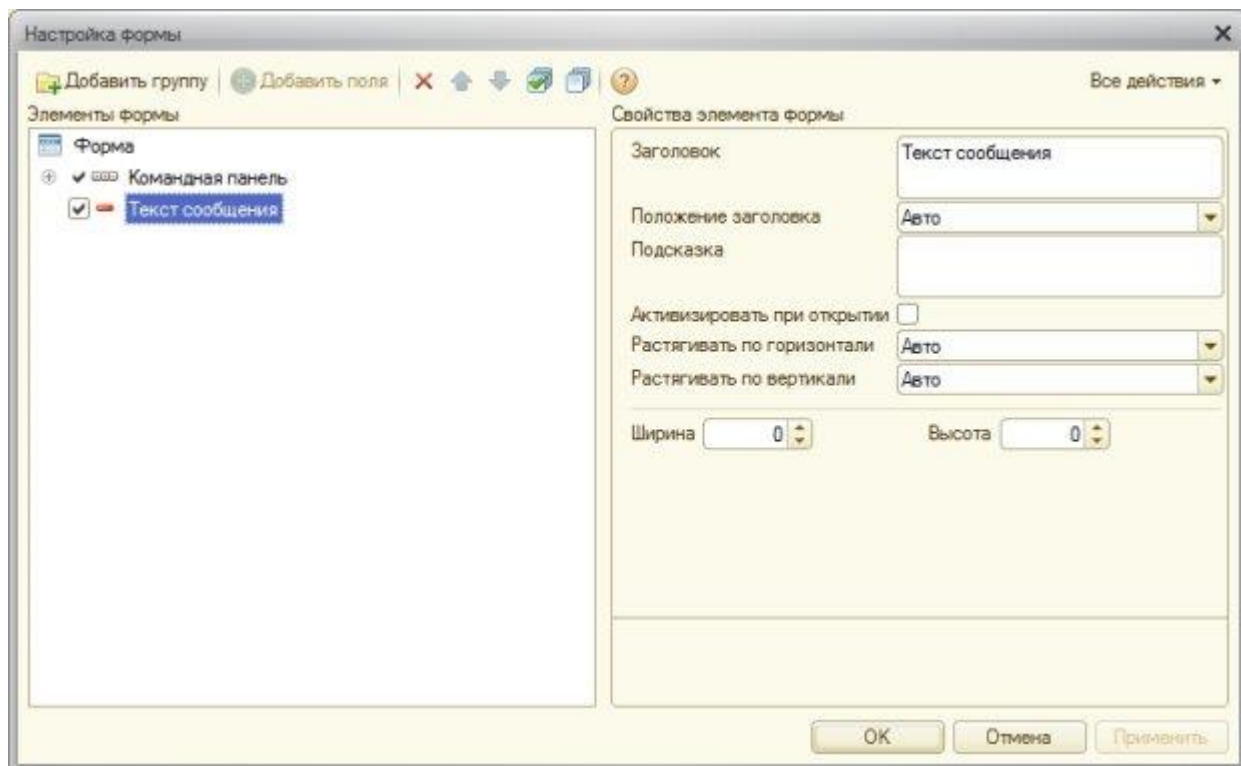 Настройка формы
Добавить группу Добавить поля Все действия
Элементы формы Свойства элемента формы
Форма
Командная панель
Текст сообщения
Заголовок Текст сообщения
Положение заголовка Авто
Подсказка
Активизировать при открытии
Растягивать по горизонтали Авто
Растягивать по вертикали Авто
Ширина 0 Высота 0
OK Отмена Применить